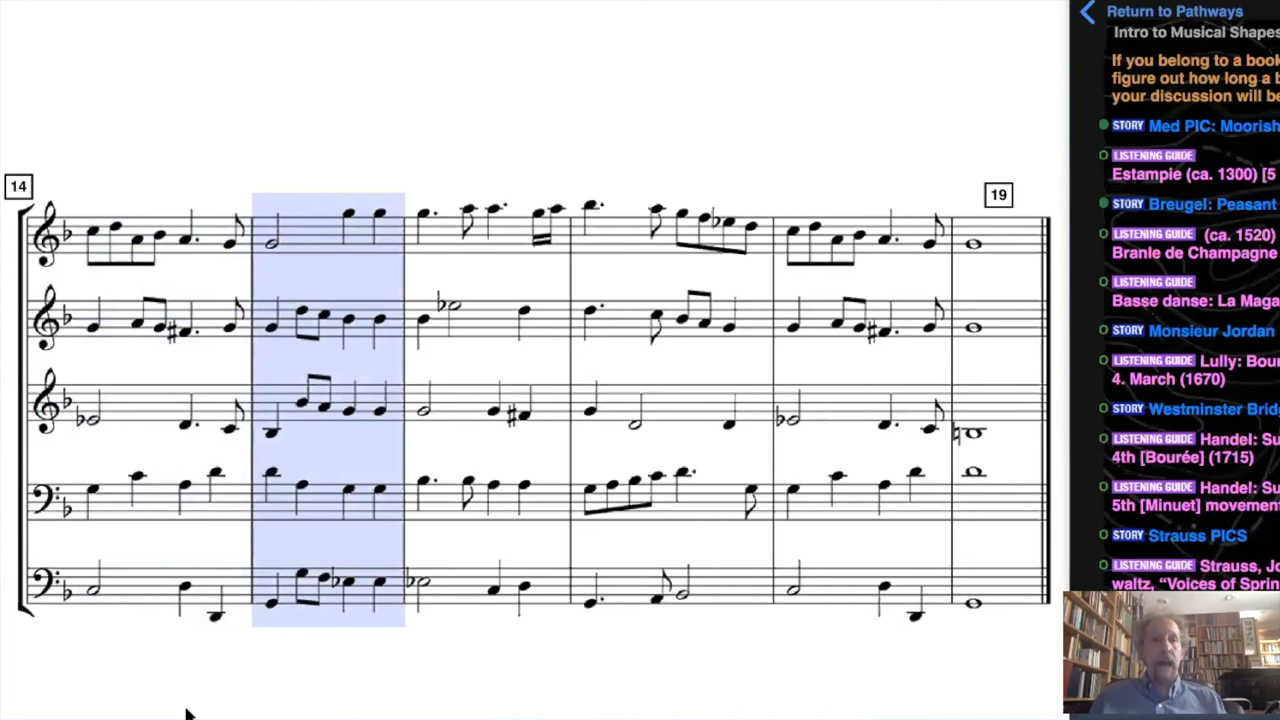 14
19
Return to Pathways
Intro to Musical Shapes
If you belong to a book
figure out how long a b
your discussion will be
STORY Med PIC: Moorish
LISTENING GUIDE
Estampie (ca. 1300) [5
STORY Breugel: Peasant
LISTENING GUIDE (ca. 1520)
Branle de Champagne
LISTENING GUIDE
Basse danse: La Maga
STORY Monsieur Jordan
LISTENING GUIDE Lully: Bour
4. March (1670)
STORY Westminster Brid
LISTENING GUIDE Handel: Su
4th [Bourée] (1715)
LISTENING GUIDE Handel: Su
5th [Minuet] movemen
STORY Strauss PICS
LISTENING GUIDE Strauss, Jo
waltz, “Voices of Sprin